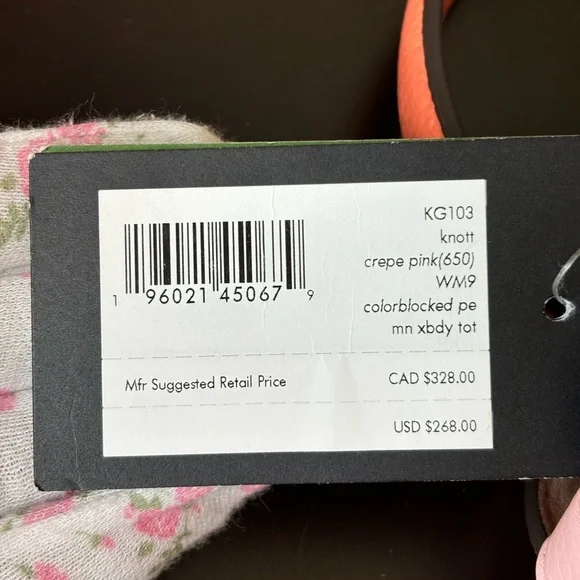 KG103
knott
crepe pink(650)
WM9
colorblocked pe
mn xbdy tot
1 96021 45067 9
Mfr Suggested Retail Price CAD $328.00
USD $268.00